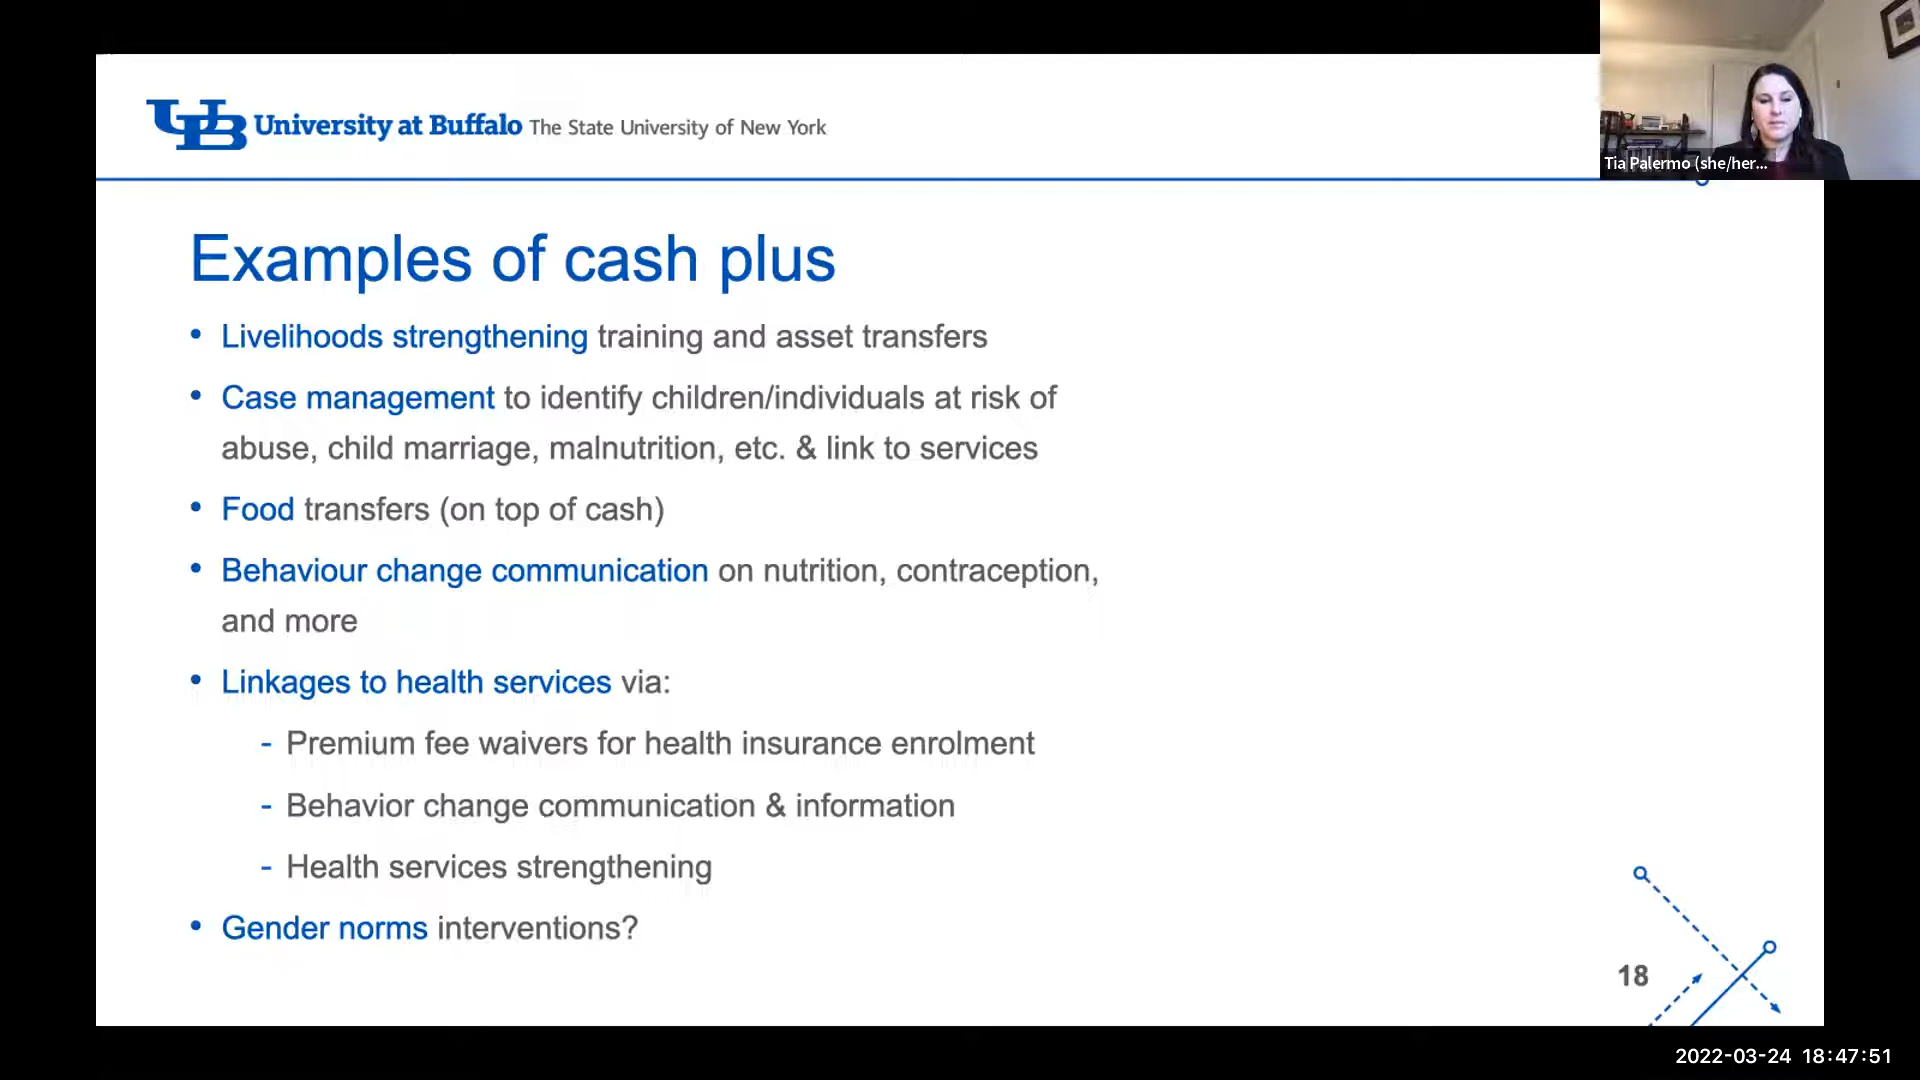 UB University at Buffalo The State University of New York
Tia Palermo (she/her...
Examples of cash plus
• Livelihoods strengthening training and asset transfers
• Case management to identify children/individuals at risk of
abuse, child marriage, malnutrition, etc. & link to services
• Food transfers (on top of cash)
• Behaviour change communication on nutrition, contraception,
and more
• Linkages to health services via:
- Premium fee waivers for health insurance enrolment
- Behavior change communication & information
- Health services strengthening
• Gender norms interventions?
18
2022-03-24 18:47:51